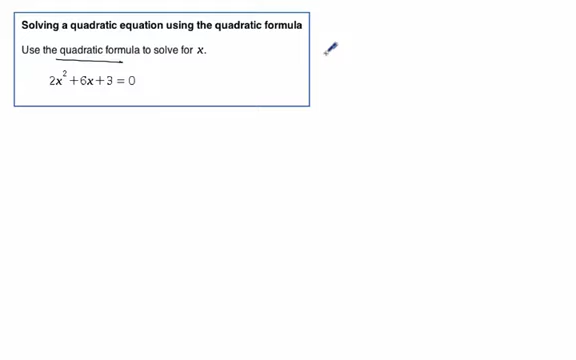 Solving a quadratic equation using the quadratic formula
Use the quadratic formula to solve for x.
2x² + 6x + 3 = 0